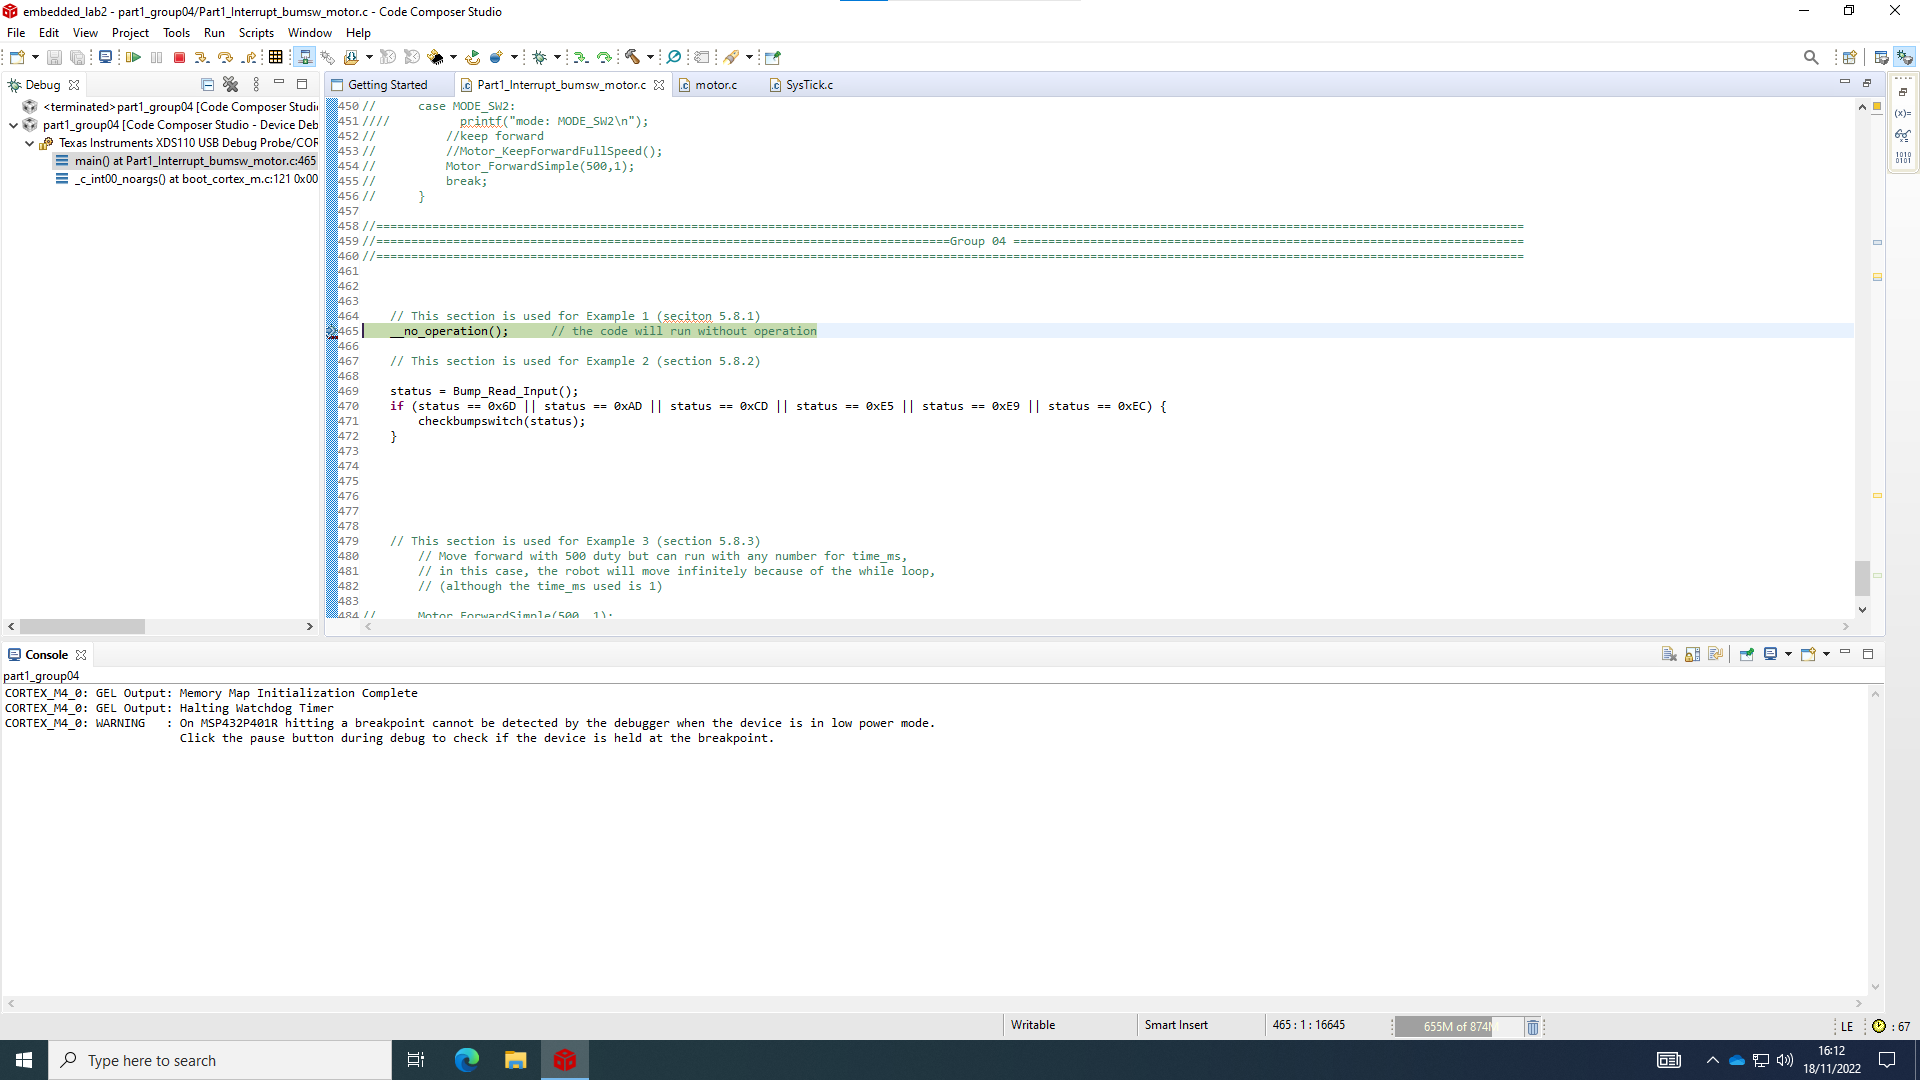 embedded_lab2 - part1_group04/Part1_Interrupt_bumsw_motor.c - Code Composer Studio
File Edit View Project Tools Run Scripts Window Help
Debug
<terminated>part1_group04 [Code Composer Studi
part1_group04 [Code Composer Studio - Device Deb
Texas Instruments XDS110 USB Debug Probe/COR
main() at Part1_Interrupt_bumsw_motor.c:465
_c_int00_noargs() at boot_cortex_m.c:121 0x00
Getting Started Part1_Interrupt_bumsw_motor.c motor.c SysTick.c
450 // case MODE_SW2:
451 //// printf("mode: MODE_SW2\n");
452 // //keep forward
453 // //Motor_KeepForwardFullSpeed();
454 // Motor_ForwardSimple(500,1);
455 // break;
456 // }
457
458 //====================================================================================================================================================================
459 //==================================================================================Group 04 =========================================================================
460 //====================================================================================================================================================================
461
462
463
464 // This section is used for Example 1 (seciton 5.8.1)
465 __no_operation(); // the code will run without operation
466
467 // This section is used for Example 2 (section 5.8.2)
468
469 status = Bump_Read_Input();
470 if (status == 0x6D || status == 0xAD || status == 0xCD || status == 0xE5 || status == 0xE9 || status == 0xEC) {
471 checkbumpswitch(status);
472 }
473
474
475
476
477
478
479 // This section is used for Example 3 (section 5.8.3)
480 // Move forward with 500 duty but can run with any number for time_ms,
481 // in this case, the robot will move infinitely because of the while loop,
482 // (although the time_ms used is 1)
483
484 // Motor_ForwardSimple(500, 1);
(x)=
1010
0101
Console
part1_group04
CORTEX_M4_0: GEL Output: Memory Map Initialization Complete
CORTEX_M4_0: GEL Output: Halting Watchdog Timer
CORTEX_M4_0: WARNING : On MSP432P401R hitting a breakpoint cannot be detected by the debugger when the device is in low power mode.
Click the pause button during debug to check if the device is held at the breakpoint.
Writable Smart Insert 465 : 1 : 16645 655M of 874M LE : 67
Type here to search
16:12
18/11/2022